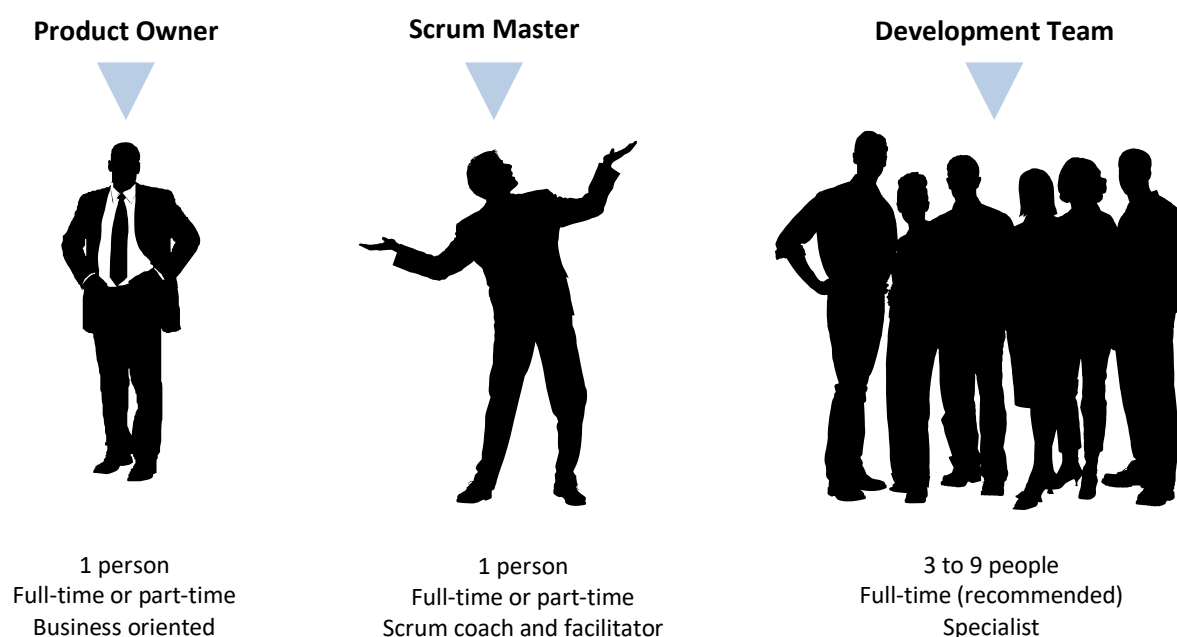 Product Owner
Scrum Master
Development Team
1 person
Full-time or part-time
Business oriented
1 person
Full-time or part-time
Scrum coach and facilitator
3 to 9 people
Full-time (recommended)
Specialist